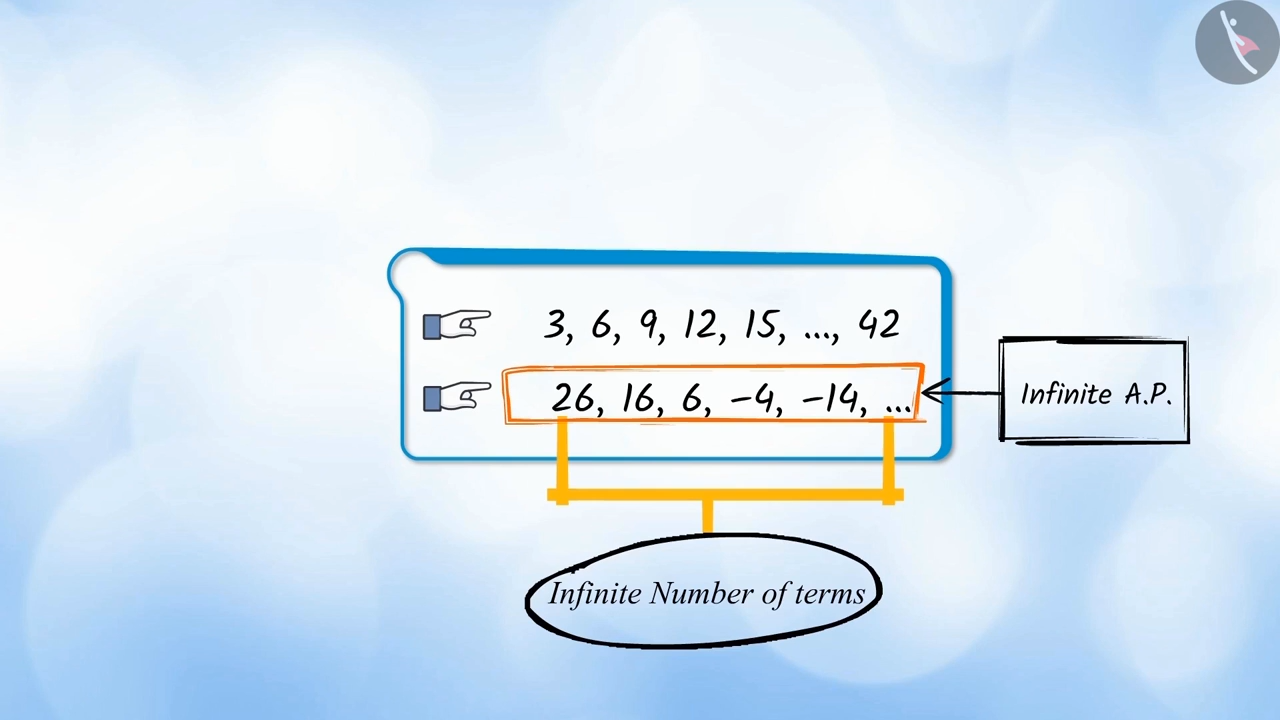 3, 6, 9, 12, 15, ..., 42
26, 16, 6, −4, −14, ...
Infinite A.P.
Infinite Number of terms